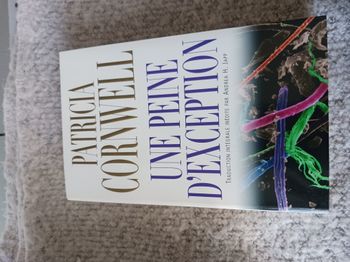 PATRICIA
CORNWELL
UNE PEINE
D'EXCEPTION
TRADUCTION INTÉGRALE INÉDITE PAR ANDREA H. JAPP